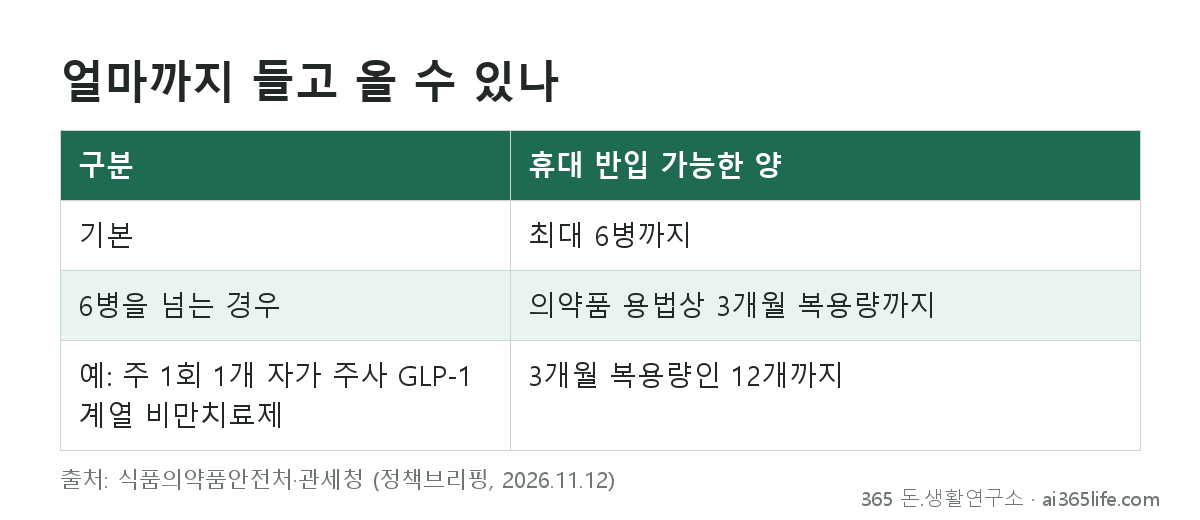 얼마까지 들고 올 수 있나
구분
휴대 반입 가능한 양
기본
최대 6병까지
6병을 넘는 경우
의약품 용법상 3개월 복용량까지
예: 주 1회 1개 자가 주사 GLP-1
계열 비만치료제
3개월 복용량인 12개까지
출처: 식품의약품안전처·관세청 (정책브리핑, 2026.11.12)
365 돈.생활연구소 · ai365life.com